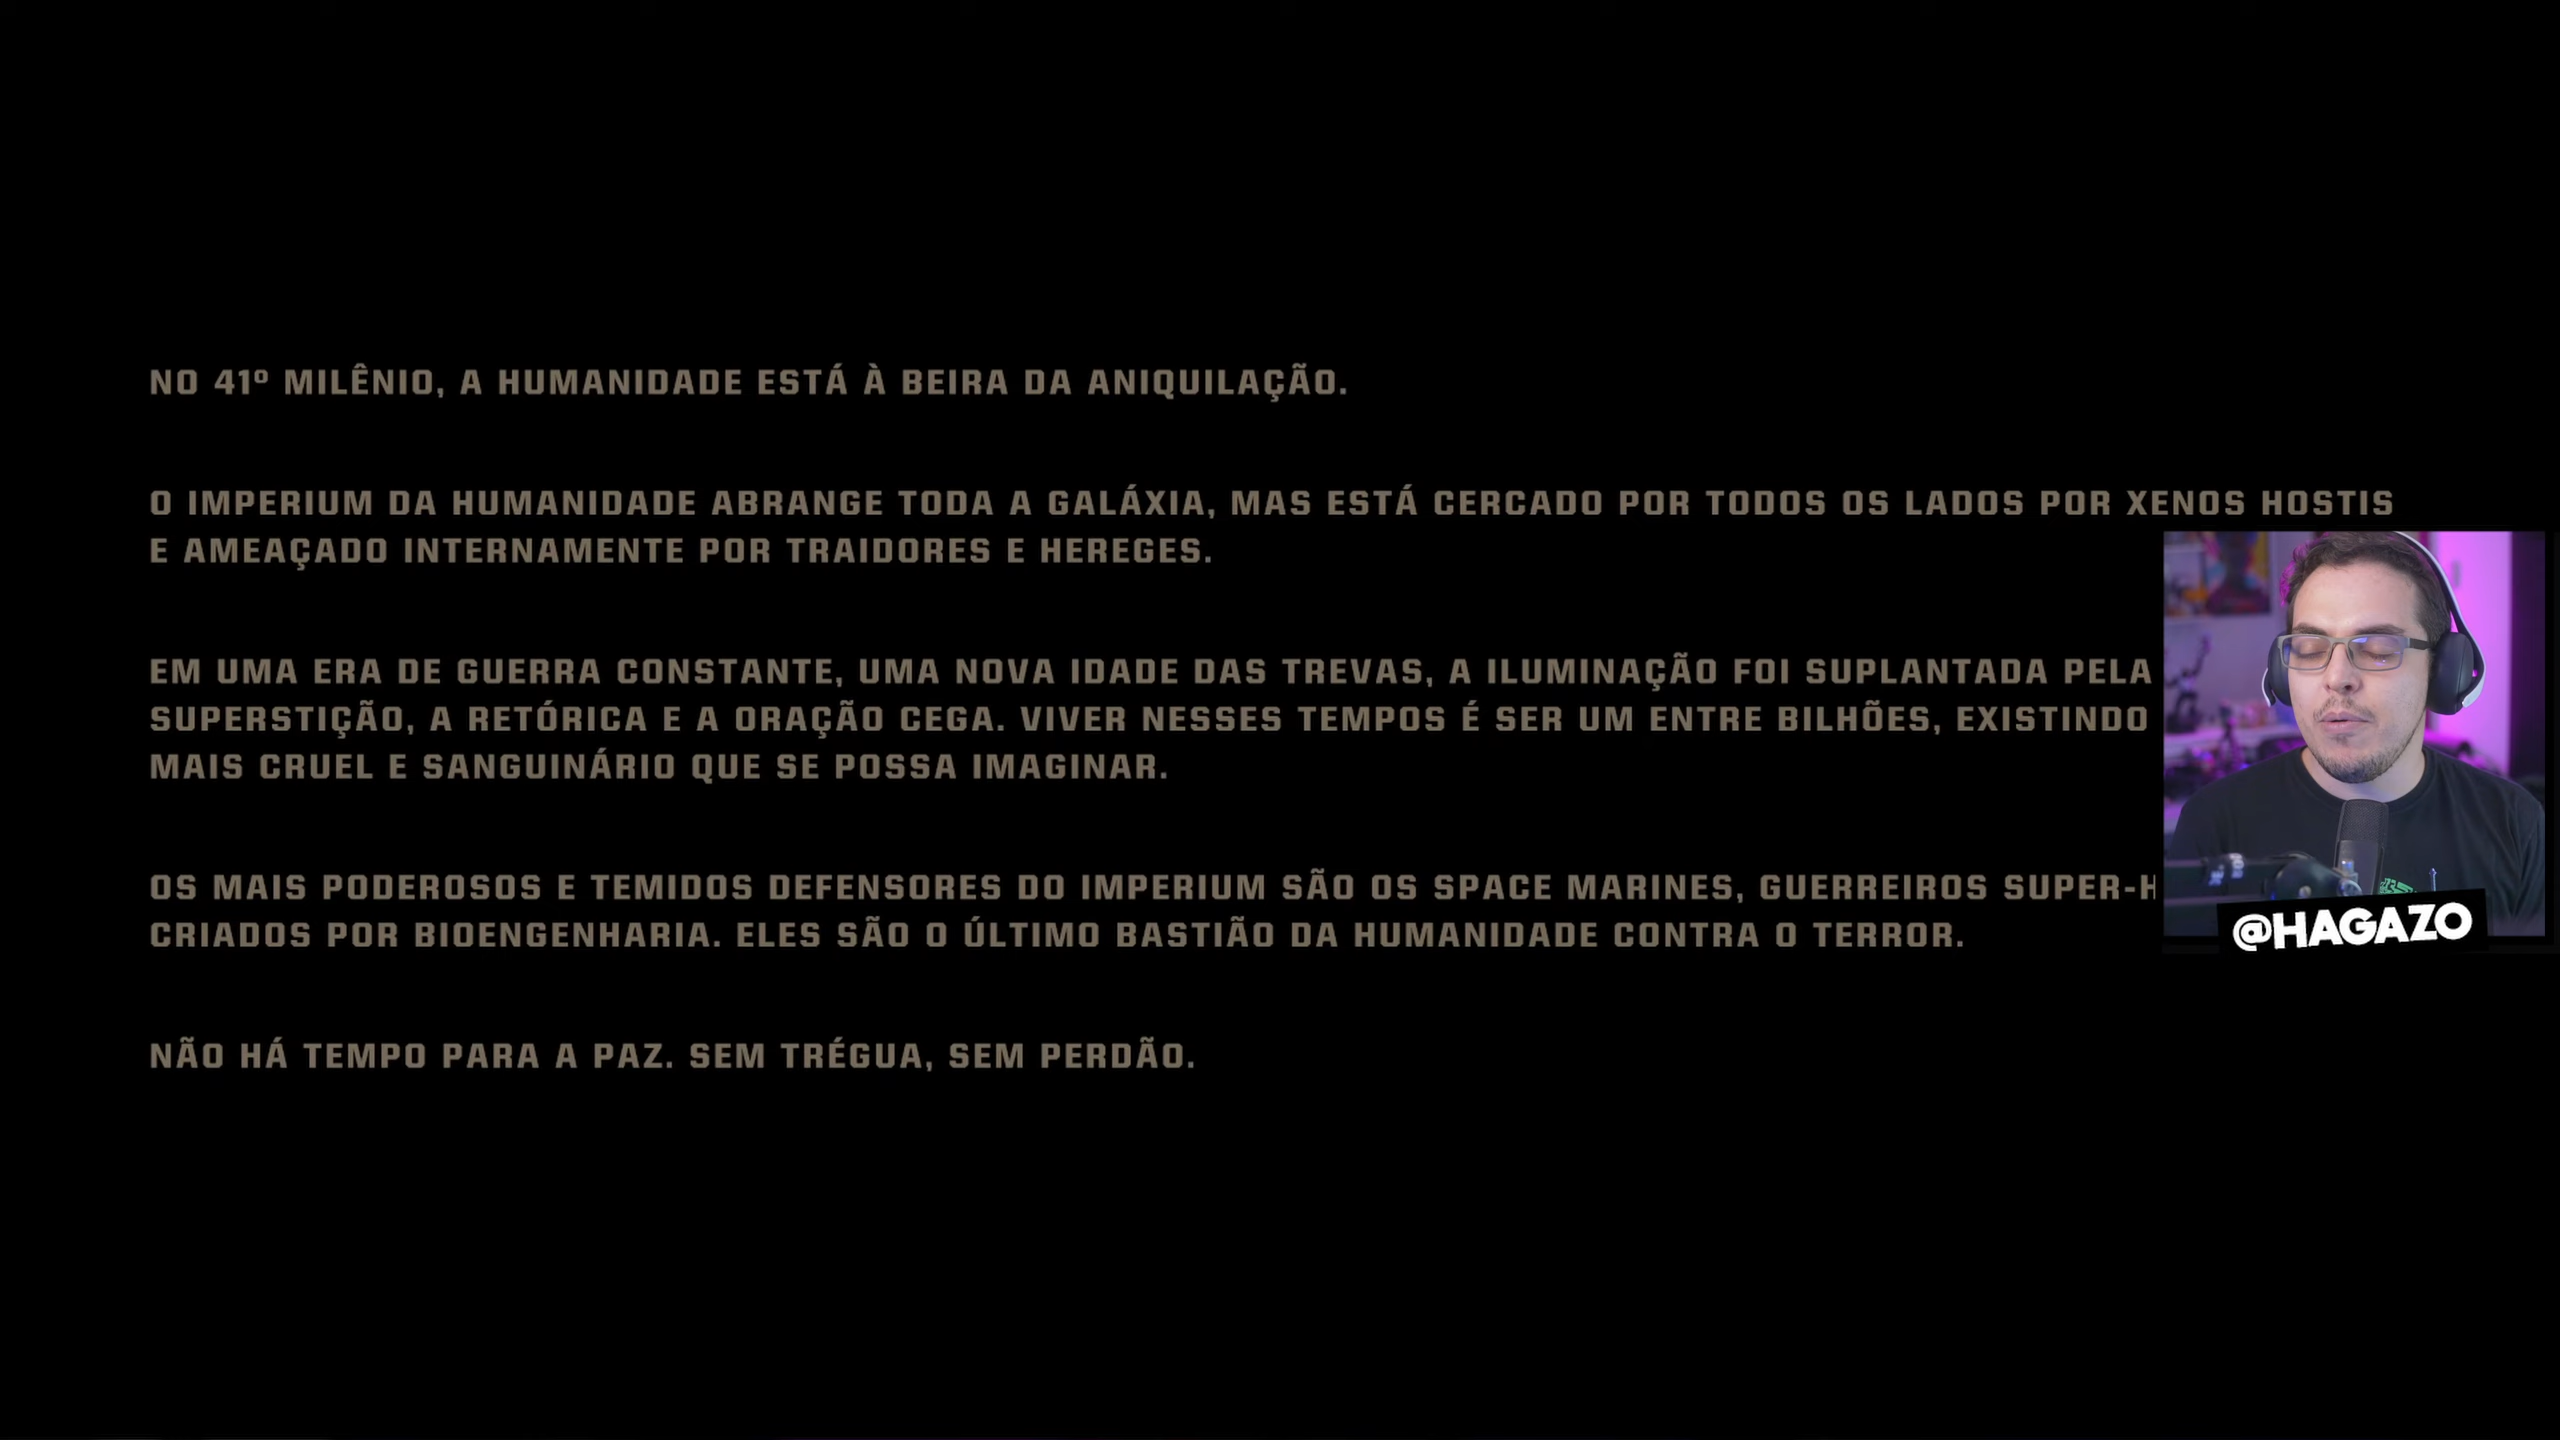 NO 41º MILÊNIO, A HUMANIDADE ESTÁ À BEIRA DA ANIQUILAÇÃO.
O IMPERIUM DA HUMANIDADE ABRANGE TODA A GALÁXIA, MAS ESTÁ CERCADO POR TODOS OS LADOS POR XENOS HOSTIS
E AMEAÇADO INTERNAMENTE POR TRAIDORES E HEREGES.
EM UMA ERA DE GUERRA CONSTANTE, UMA NOVA IDADE DAS TREVAS, A ILUMINAÇÃO FOI SUPLANTADA PELA
SUPERSTIÇÃO, A RETÓRICA E A ORAÇÃO CEGA. VIVER NESSES TEMPOS É SER UM ENTRE BILHÕES, EXISTINDO
MAIS CRUEL E SANGUINÁRIO QUE SE POSSA IMAGINAR.
OS MAIS PODEROSOS E TEMIDOS DEFENSORES DO IMPERIUM SÃO OS SPACE MARINES, GUERREIROS SUPER-H
CRIADOS POR BIOENGENHARIA. ELES SÃO O ÚLTIMO BASTIÃO DA HUMANIDADE CONTRA O TERROR.
NÃO HÁ TEMPO PARA A PAZ. SEM TRÉGUA, SEM PERDÃO.
@HAGAZO